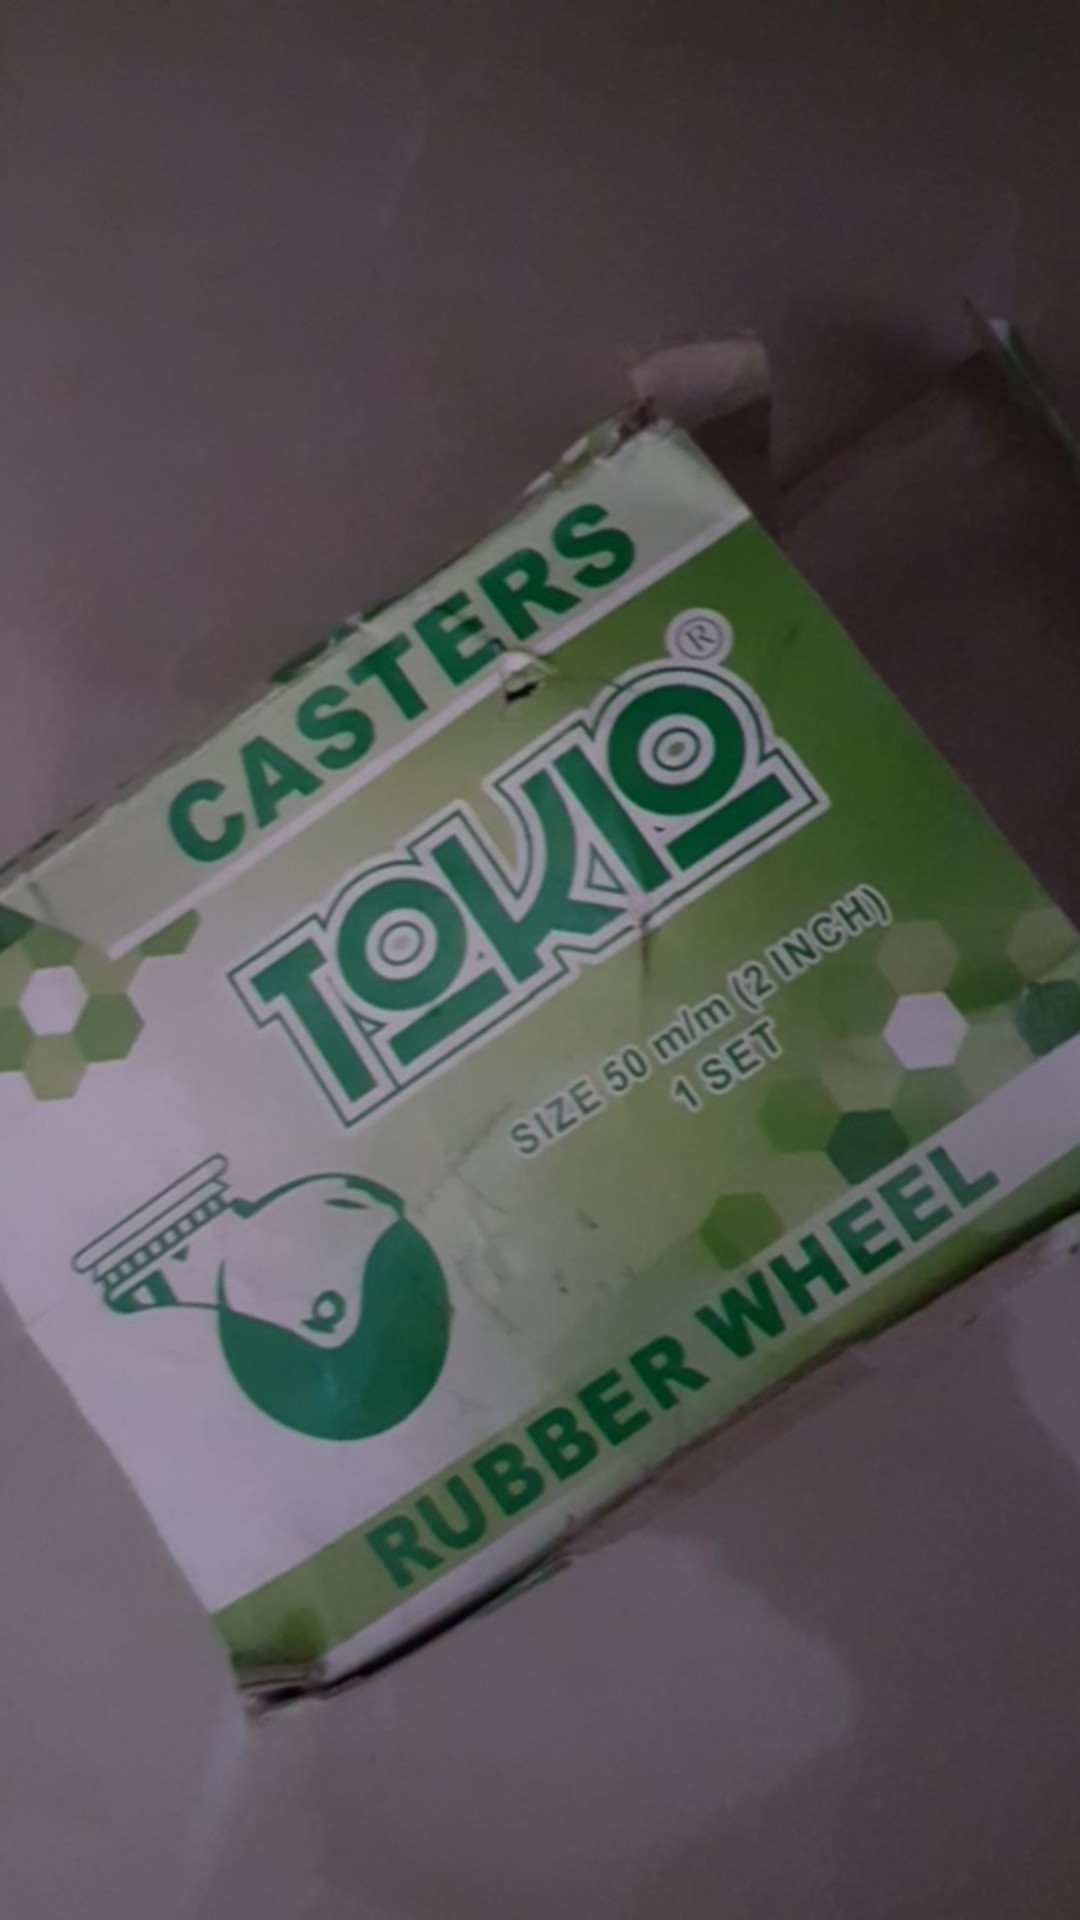 CASTERS
TOKIO®
SIZE 50 m/m (2 INCH)
1 SET
RUBBER WHEEL